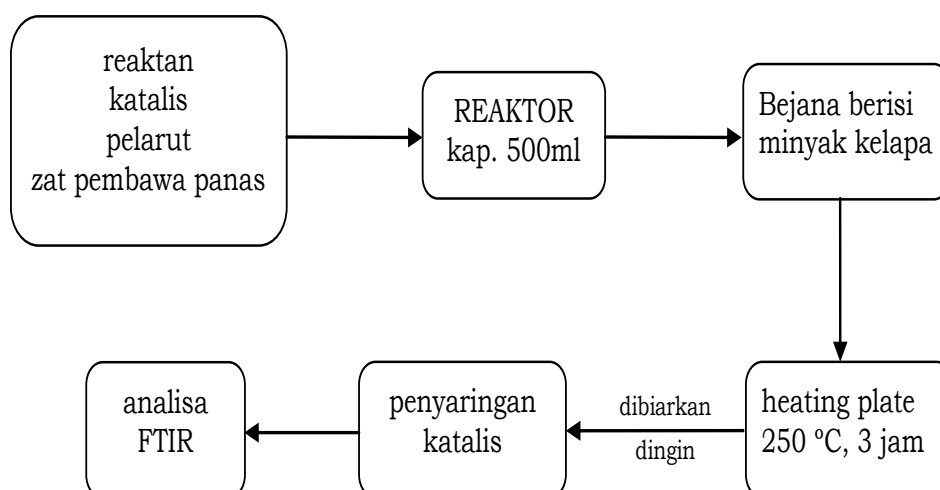 reaktan
katalis
pelarut
zat pembawa panas
REAKTOR
kap. 500ml
Bejana berisi
minyak kelapa
heating plate
250 ºC, 3 jam
dibiarkan
dingin
penyaringan
katalis
analisa
FTIR